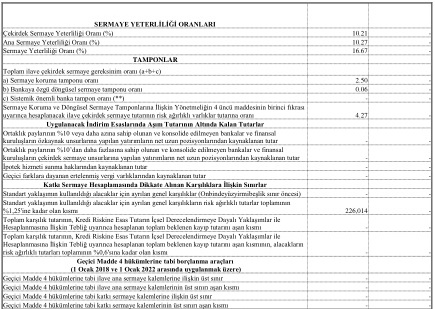 SERMAYE YETERLİLİĞİ ORANLARI
Çekirdek Sermaye Yeterliliği Oranı (%) 10.21 -
Ana Sermaye Yeterliliği Oranı (%) 10.27 -
Sermaye Yeterliliği Oranı (%) 16.67 -
TAMPONLAR
Toplam ilave çekirdek sermaye gereksinim oranı (a+b+c)
a) Sermaye koruma tamponu oranı 2.50 -
b) Bankaya özgü döngüsel sermaye tamponu oranı 0.06 -
c) Sistemik önemli banka tampon oranı (**) - -
Sermaye Koruma ve Döngüsel Sermaye Tamponlarına İlişkin Yönetmeliğin 4 üncü maddesinin birinci fıkrası
uyarınca hesaplanacak ilave çekirdek sermaye tutarının risk ağırlıklı varlıklar tutarına oranı 4.27 -
Uygulanacak İndirim Esaslarında Aşım Tutarının Altında Kalan Tutarlar
Ortaklık paylarının %10 veya daha azına sahip olunan ve konsolide edilmeyen bankalar ve finansal
kuruluşların özkaynak unsurlarına yapılan yatırımların net uzun pozisyonlarından kaynaklanan tutar - -
Ortaklık paylarının %10'dan daha fazlasına sahip olunan ve konsolide edilmeyen bankalar ve finansal
kuruluşların çekirdek sermaye unsurlarına yapılan yatırımların net uzun pozisyonlarından kaynaklanan tutar - -
İpotek hizmeti sunma haklarından kaynaklanan tutar - -
Geçici farklara dayanan ertelenmiş vergi varlıklarından kaynaklanan tutar - -
Katkı Sermaye Hesaplamasında Dikkate Alınan Karşılıklara İlişkin Sınırlar
Standart yaklaşımın kullanıldığı alacaklar için ayrılan genel karşılıklar (Onbindeyüzyirmibeşlik sınır öncesi) - -
Standart yaklaşımın kullanıldığı alacaklar için ayrılan genel karşılıkların risk ağırlıklı tutarlar toplamının
%1,25'ine kadar olan kısmı 226,014 -
Toplam karşılık tutarının, Kredi Riskine Esas Tutarın İçsel Derecelendirmeye Dayalı Yaklaşımlar ile
Hesaplanmasına İlişkin Tebliğ uyarınca hesaplanan toplam beklenen kayıp tutarını aşan kısmı - -
Toplam karşılık tutarının, Kredi Riskine Esas Tutarın İçsel Derecelendirmeye Dayalı Yaklaşımlar ile
Hesaplanmasına İlişkin Tebliğ uyarınca hesaplanan toplam beklenen kayıp tutarını aşan kısmının, alacakların
risk ağırlıklı tutarları toplamının %0,6'sına kadar olan kısmı - -
Geçici Madde 4 hükümlerine tabi borçlanma araçları
(1 Ocak 2018 ve 1 Ocak 2022 arasında uygulanmak üzere)
Geçici Madde 4 hükümlerine tabi ilave ana sermaye kalemlerine ilişkin üst sınır - -
Geçici Madde 4 hükümlerine tabi ilave ana sermaye kalemlerinin üst sınırı aşan kısmı - -
Geçici Madde 4 hükümlerine tabi katkı sermaye kalemlerine ilişkin üst sınır - -
Geçici Madde 4 hükümlerine tabi katkı sermaye kalemlerinin üst sınırı aşan kısmı - -